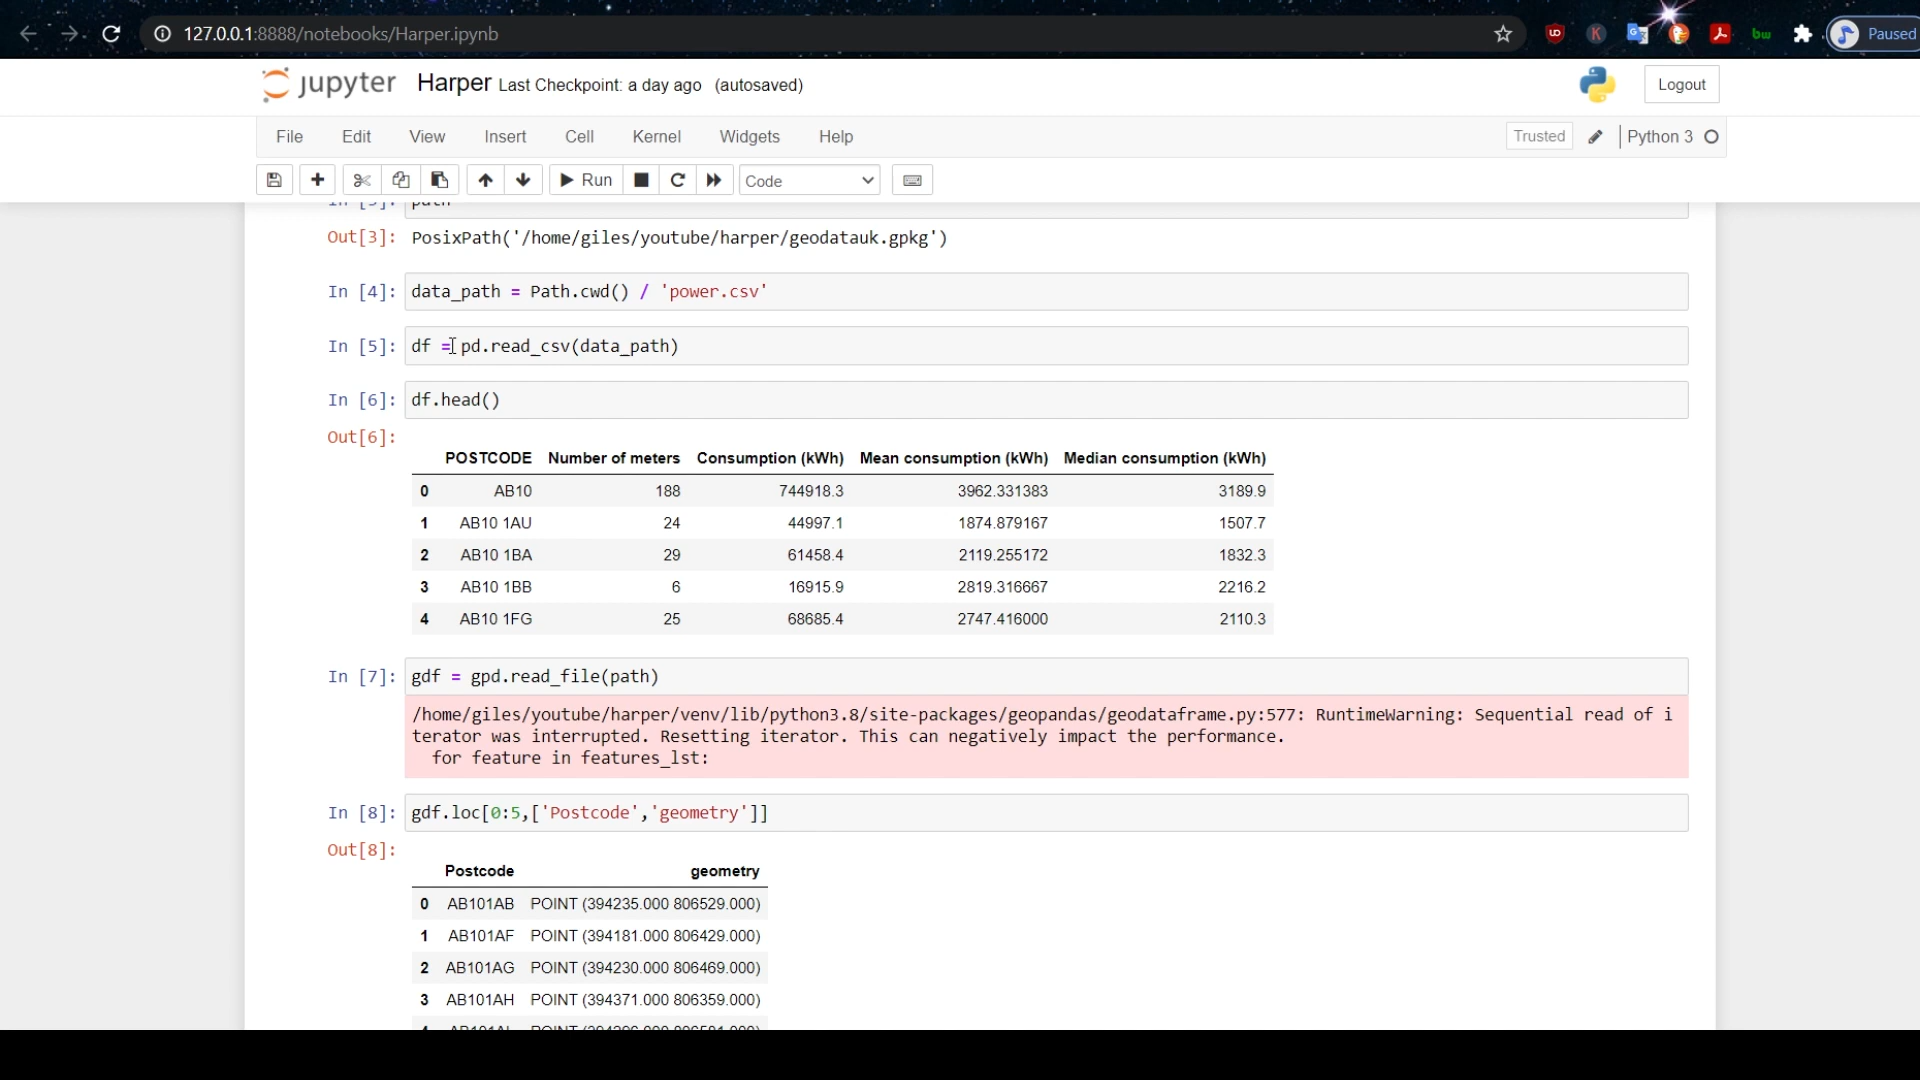 127.0.0.1:8888/notebooks/Harper.ipynb
Paused
jupyter Harper Last Checkpoint: a day ago (autosaved)
Logout
File Edit View Insert Cell Kernel Widgets Help
Trusted Python 3
Run Code
In [3]: path
Out[3]: PosixPath('/home/giles/youtube/harper/geodatauk.gpkg')
In [4]: data_path = Path.cwd() / 'power.csv'
In [5]: df = pd.read_csv(data_path)
In [6]: df.head()
Out[6]:
POSTCODE Number of meters Consumption (kWh) Mean consumption (kWh) Median consumption (kWh)
0 AB10 188 744918.3 3962.331383 3189.9
1 AB10 1AU 24 44997.1 1874.879167 1507.7
2 AB10 1BA 29 61458.4 2119.255172 1832.3
3 AB10 1BB 6 16915.9 2819.316667 2216.2
4 AB10 1FG 25 68685.4 2747.416000 2110.3
In [7]: gdf = gpd.read_file(path)
/home/giles/youtube/harper/venv/lib/python3.8/site-packages/geopandas/geodataframe.py:577: RuntimeWarning: Sequential read of i
terator was interrupted. Resetting iterator. This can negatively impact the performance.
for feature in features_lst:
In [8]: gdf.loc[0:5,['Postcode','geometry']]
Out[8]:
Postcode geometry
0 AB101AB POINT (394235.000 806529.000)
1 AB101AF POINT (394181.000 806429.000)
2 AB101AG POINT (394230.000 806469.000)
3 AB101AH POINT (394371.000 806359.000)